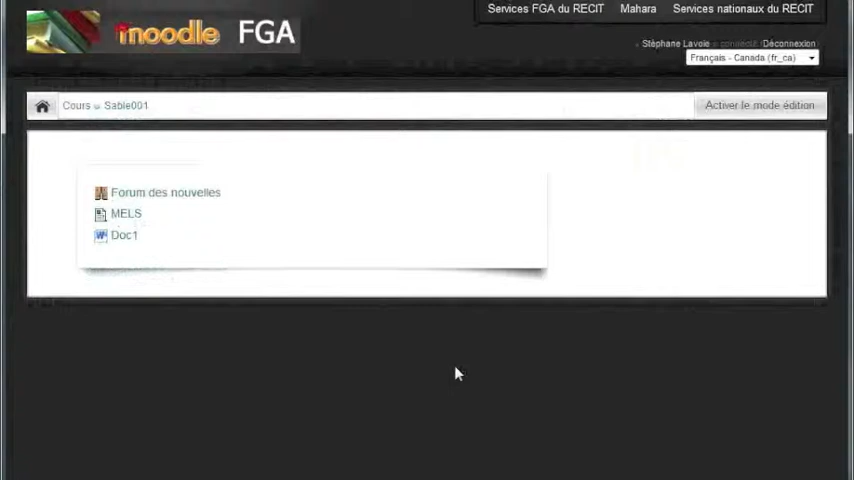 Services FGA du RECIT Mahara Services nationaux du RECIT
moodle FGA
Stéphane Lavoie connecté (Déconnexion)
Français - Canada (fr_ca)
Cours Sable001 Activer le mode édition
Forum des nouvelles
MELS
Doc1